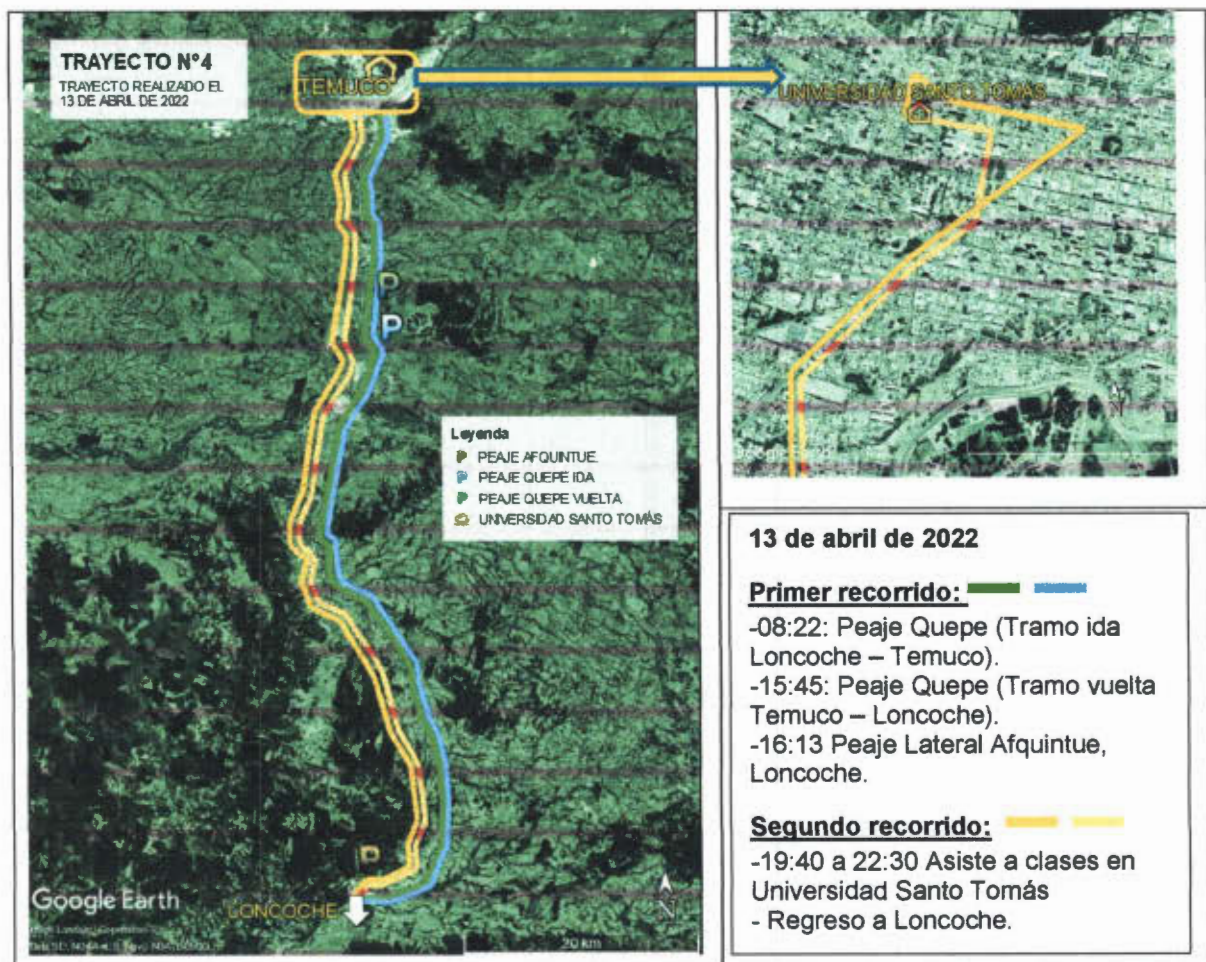 TRAYECTO N°4
TRAYECTO REALIZADO EL
13 DE ABRIL DE 2022
TEMUCO
UNIVERSIDAD SANTO TOMÁS
P
P
Leyenda
P PEAJE AFQUINTUE
P PEAJE QUEPE IDA
P PEAJE QUEPE VUELTA
UNIVERSIDAD SANTO TOMÁS
P
Google Earth
LONCOCHE
N
20 km
Google Earth
N
13 de abril de 2022
Primer recorrido:
-08:22: Peaje Quepe (Tramo ida
Loncoche – Temuco).
-15:45: Peaje Quepe (Tramo vuelta
Temuco – Loncoche).
-16:13 Peaje Lateral Afquintue,
Loncoche.
Segundo recorrido:
-19:40 a 22:30 Asiste a clases en
Universidad Santo Tomás
- Regreso a Loncoche.